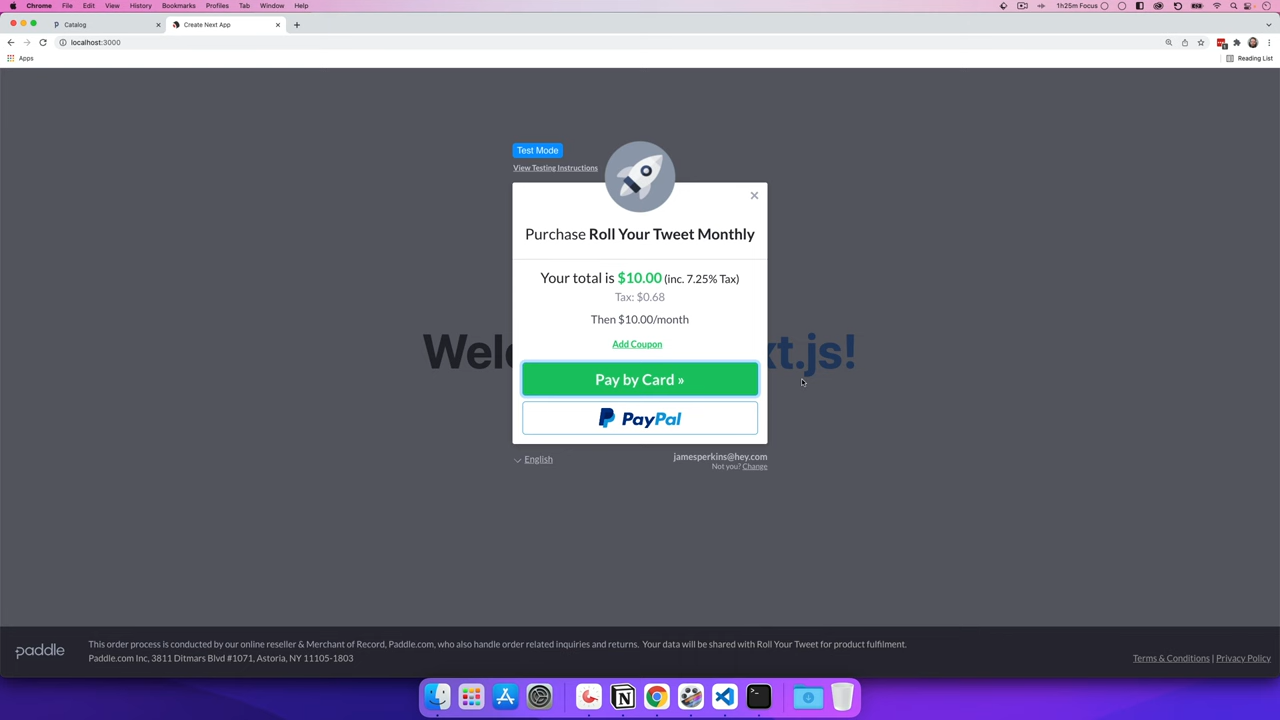 Chrome File Edit View History Bookmarks Profiles Tab Window Help 1h25m Focus
Catalog Create Next App
localhost:3000
Apps Reading List
Test Mode
View Testing Instructions
Purchase Roll Your Tweet Monthly
Your total is $10.00 (inc. 7.25% Tax)
Tax: $0.68
Then $10.00/month
Add Coupon
Wel xt.js!
Pay by Card »
PayPal
English
jamesperkins@hey.com
Not you? Change
paddle
This order process is conducted by our online reseller & Merchant of Record, Paddle.com, who also handle order related inquiries and returns. Your data will be shared with Roll Your Tweet for product fulfilment.
Paddle.com Inc, 3811 Ditmars Blvd #1071, Astoria, NY 11105-1803
Terms & Conditions | Privacy Policy